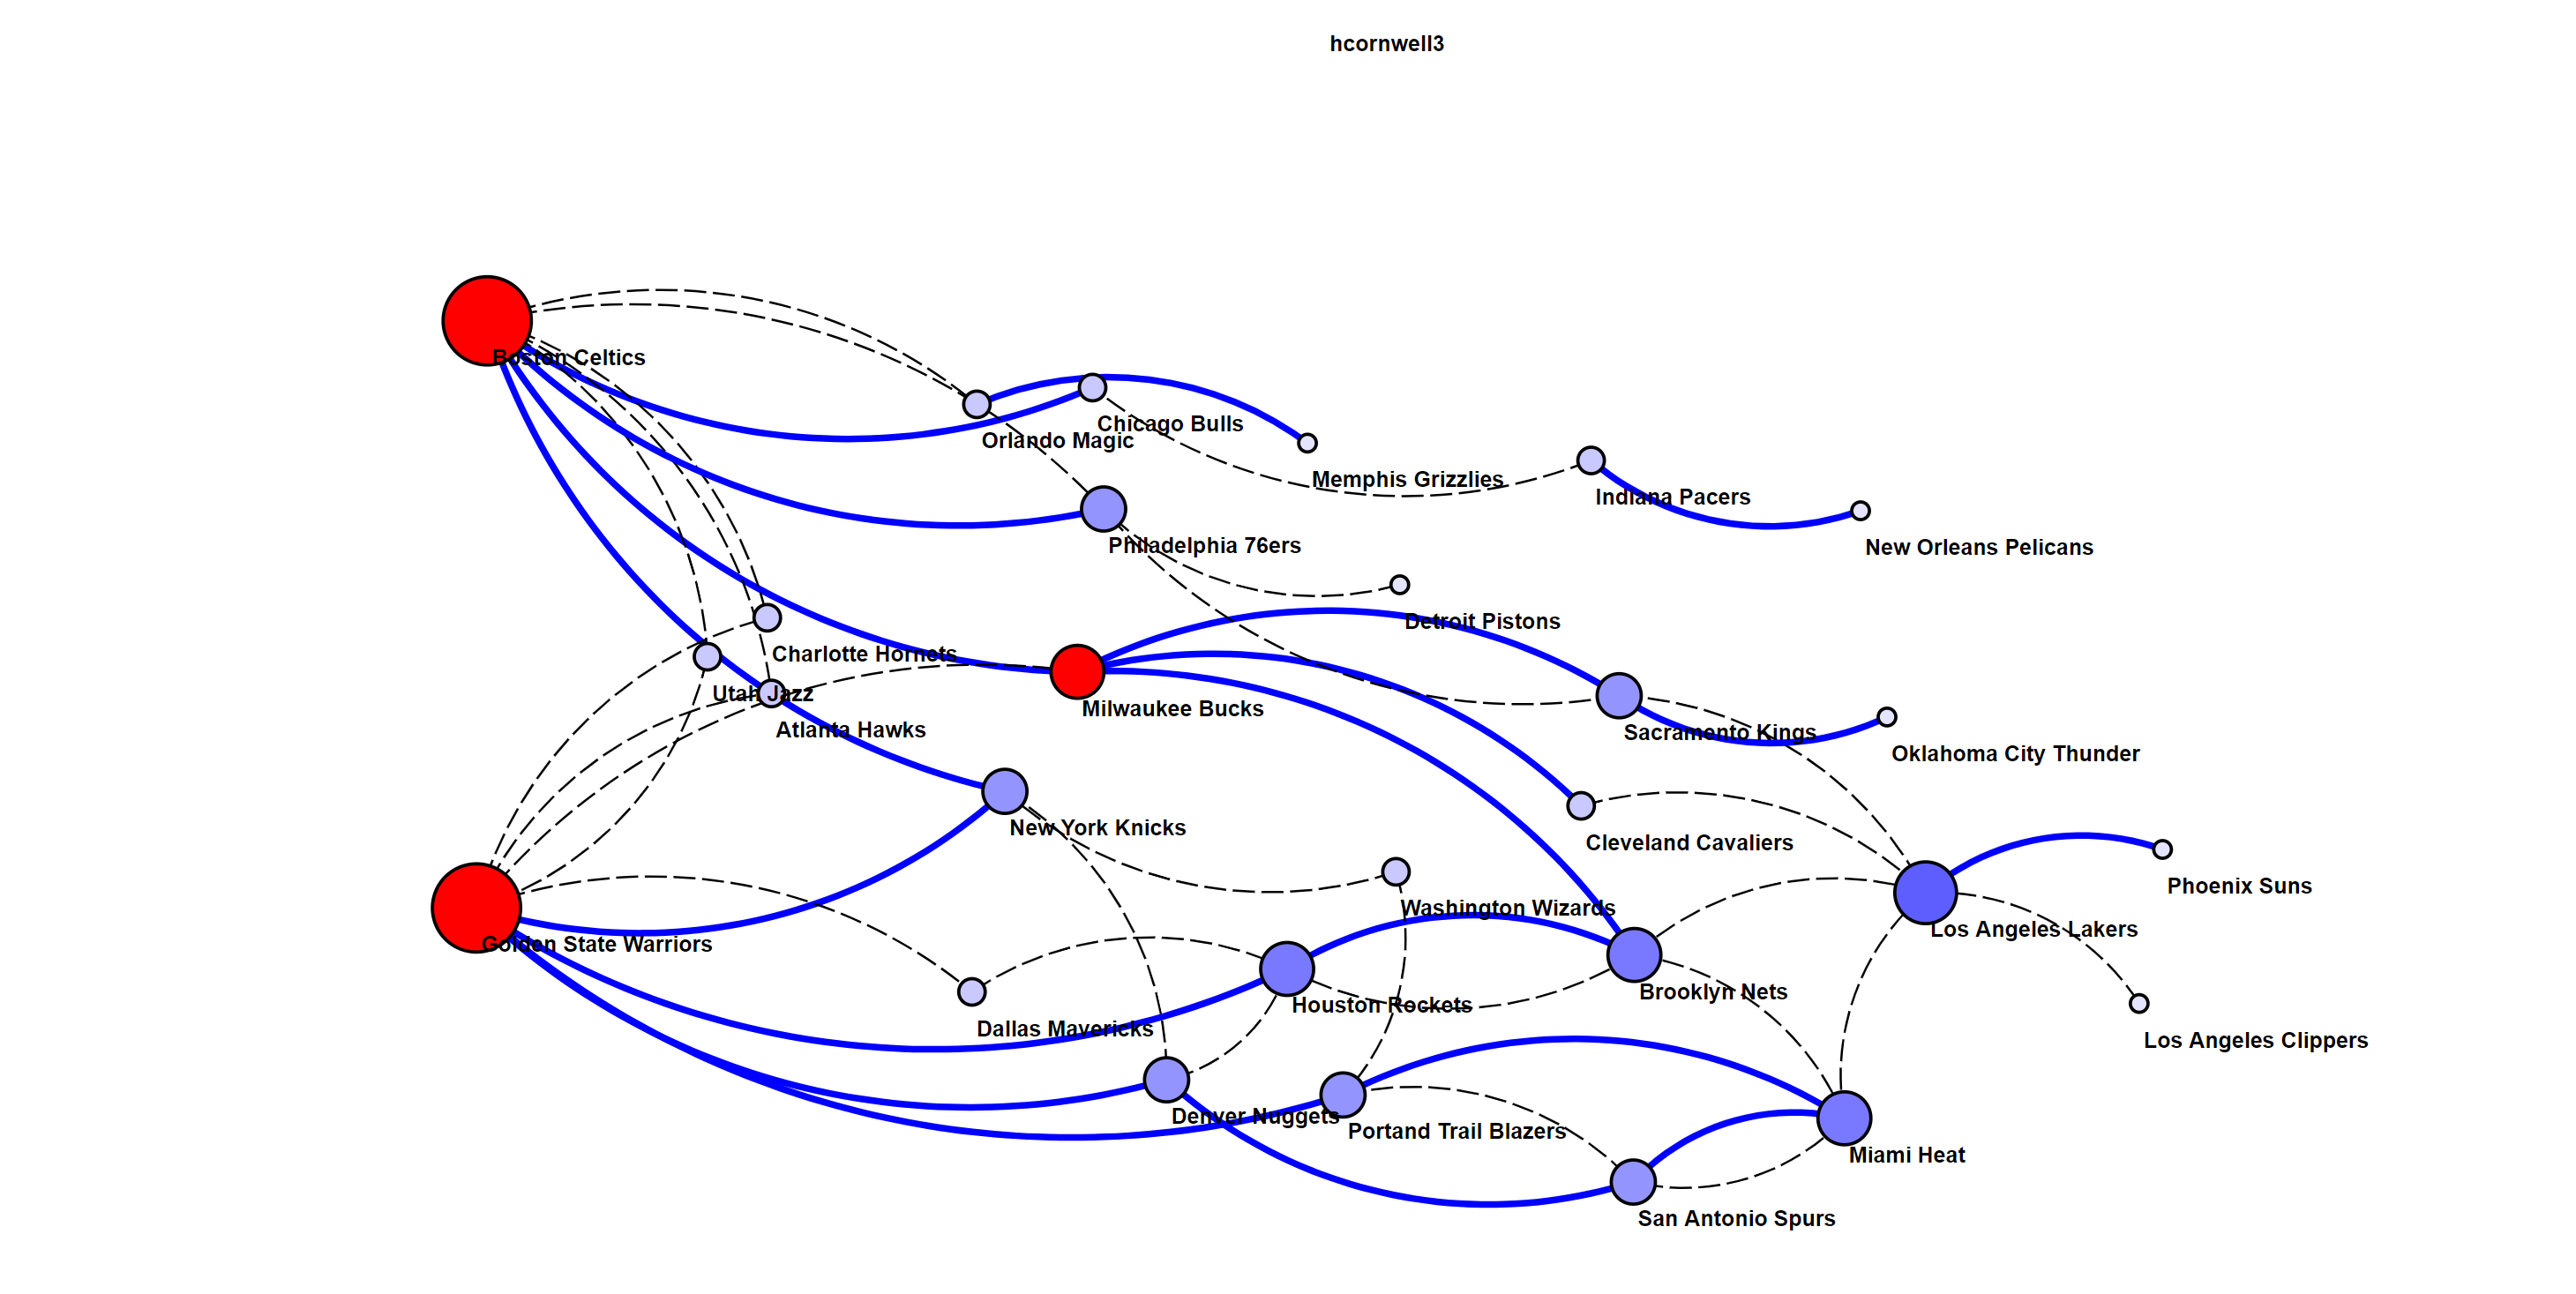 hcornwell3
Boston Celtics
Chicago Bulls
Orlando Magic
Memphis Grizzlies
Indiana Pacers
Philadelphia 76ers
New Orleans Pelicans
Detroit Pistons
Charlotte Hornets
Utah Jazz
Milwaukee Bucks
Atlanta Hawks
Sacramento Kings
Oklahoma City Thunder
New York Knicks
Cleveland Cavaliers
Phoenix Suns
Washington Wizards
Los Angeles Lakers
Golden State Warriors
Brooklyn Nets
Houston Rockets
Dallas Mavericks
Los Angeles Clippers
Denver Nuggets
Portand Trail Blazers
Miami Heat
San Antonio Spurs